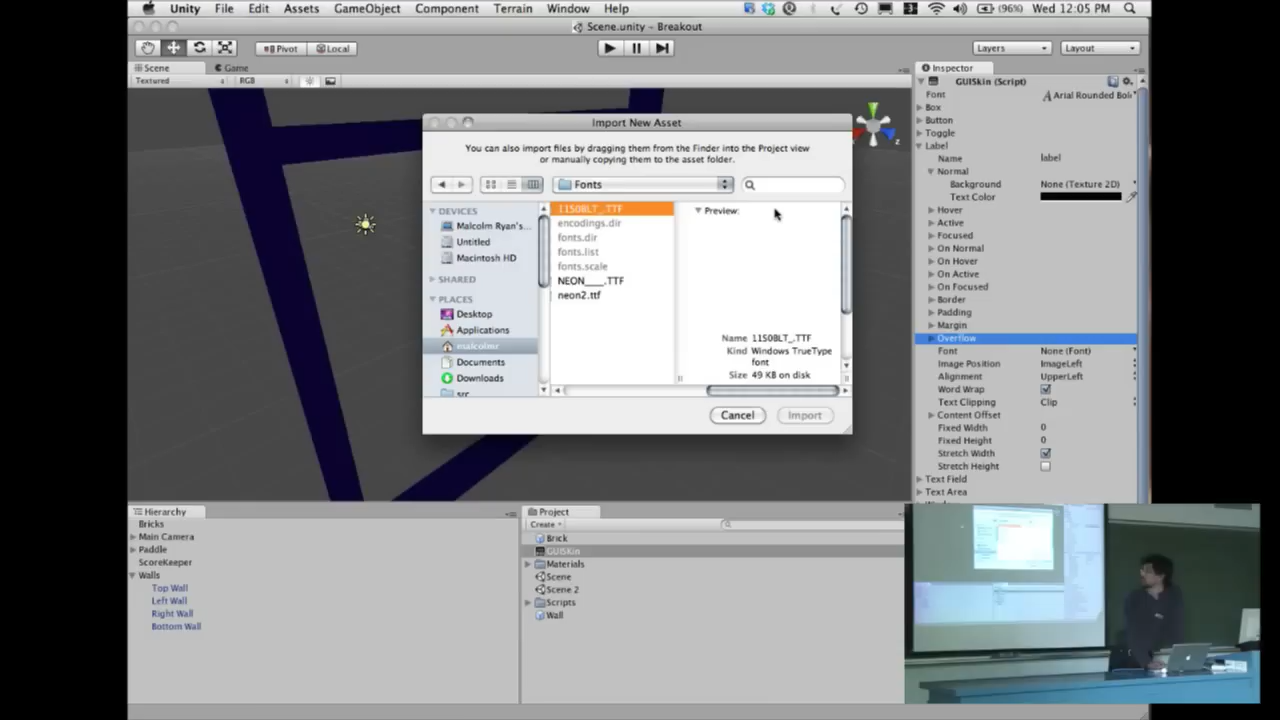 Unity File Edit Assets GameObject Component Terrain Window Help (96%) Wed 12:05 PM
Scene.unity - Breakout
Pivot Local Layers Layout
Scene Game
Textured RGB
Import New Asset
You can also import files by dragging them from the Finder into the Project view
or manually copying them to the asset folder.
Fonts
DEVICES
Malcolm Ryan's...
Untitled
Macintosh HD
SHARED
PLACES
Desktop
Applications
malcolmr
Documents
Downloads
src
11508LT_.TTF
encodings.dir
fonts.dir
fonts.list
fonts.scale
NEON____.TTF
neon2.ttf
Preview:
Name 11508LT_.TTF
Kind Windows TrueType
font
Size 49 KB on disk
Cancel Import
Inspector
GUISkin (Script)
Font Arial Rounded Bol
Box
Button
Toggle
Label
Name label
Normal
Background None (Texture 2D)
Text Color
Hover
Active
Focused
On Normal
On Hover
On Active
On Focused
Border
Padding
Margin
Overflow
Font None (Font)
Image Position ImageLeft
Alignment UpperLeft
Word Wrap
Text Clipping Clip
Content Offset
Fixed Width 0
Fixed Height 0
Stretch Width
Stretch Height
Text Field
Text Area
Hierarchy
Bricks
Main Camera
Paddle
ScoreKeeper
Walls
Top Wall
Left Wall
Right Wall
Bottom Wall
Project
Create
Brick
GUISkin
Materials
Scene
Scene 2
Scripts
Wall